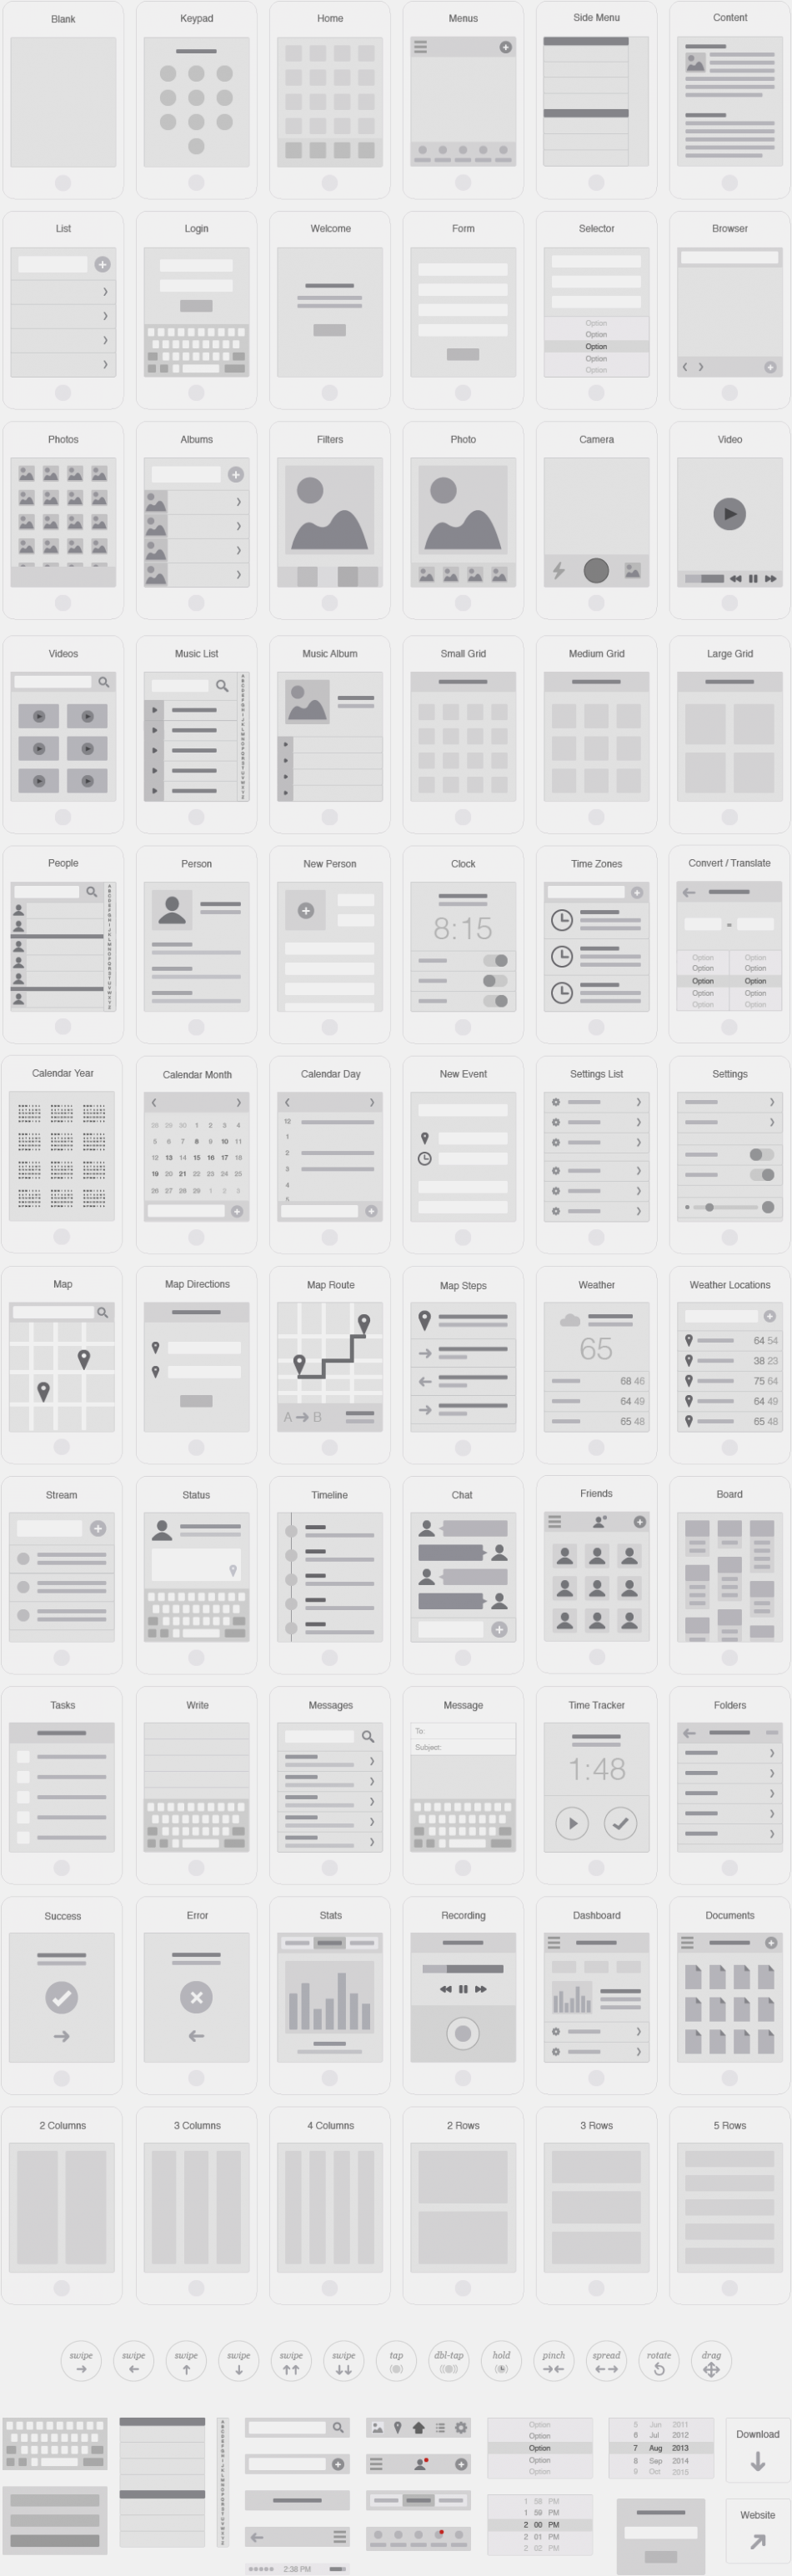 Blank
Keypad
Home
Menus
Side Menu
Content
List
Login
Welcome
Form
Selector
Browser
Option
Option
Option
Option
Option
Photos
Albums
Filters
Photo
Camera
Video
Videos
Music List
Music Album
Small Grid
Medium Grid
Large Grid
People
Person
New Person
Clock
Time Zones
Convert / Translate
8:15
=
Option Option
Option Option
Option Option
Option Option
Option Option
Calendar Year
Calendar Month
Calendar Day
New Event
Settings List
Settings
28 29 30 1 2 3 4
5 6 7 8 9 10 11
12 13 14 15 16 17 18
19 20 21 22 23 24 25
26 27 28 29 1 2 3
12
1
2
3
4
5
Map
Map Directions
Map Route
Map Steps
Weather
Weather Locations
A → B
65
68 46
64 49
65 48
64 54
38 23
75 64
64 49
65 48
Stream
Status
Timeline
Chat
Friends
Board
Tasks
Write
Messages
Message
Time Tracker
Folders
To:
Subject:
1:48
Success
Error
Stats
Recording
Dashboard
Documents
2 Columns
3 Columns
4 Columns
2 Rows
3 Rows
5 Rows
swipe
swipe
swipe
swipe
swipe
swipe
tap
dbl-tap
hold
pinch
spread
rotate
drag
Option
Option
Option
Option
Option
5 Jun 2011
6 Jul 2012
7 Aug 2013
8 Sep 2014
9 Oct 2015
Download
1 58 PM
1 59 PM
2 00 PM
2 01 PM
2 02 PM
Website
2:38 PM